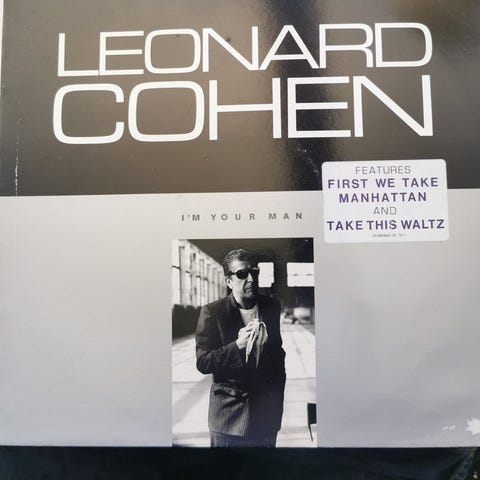 LEONARD
COHEN
FEATURES
FIRST WE TAKE
MANHATTAN
AND
TAKE THIS WALTZ
I'M YOUR MAN